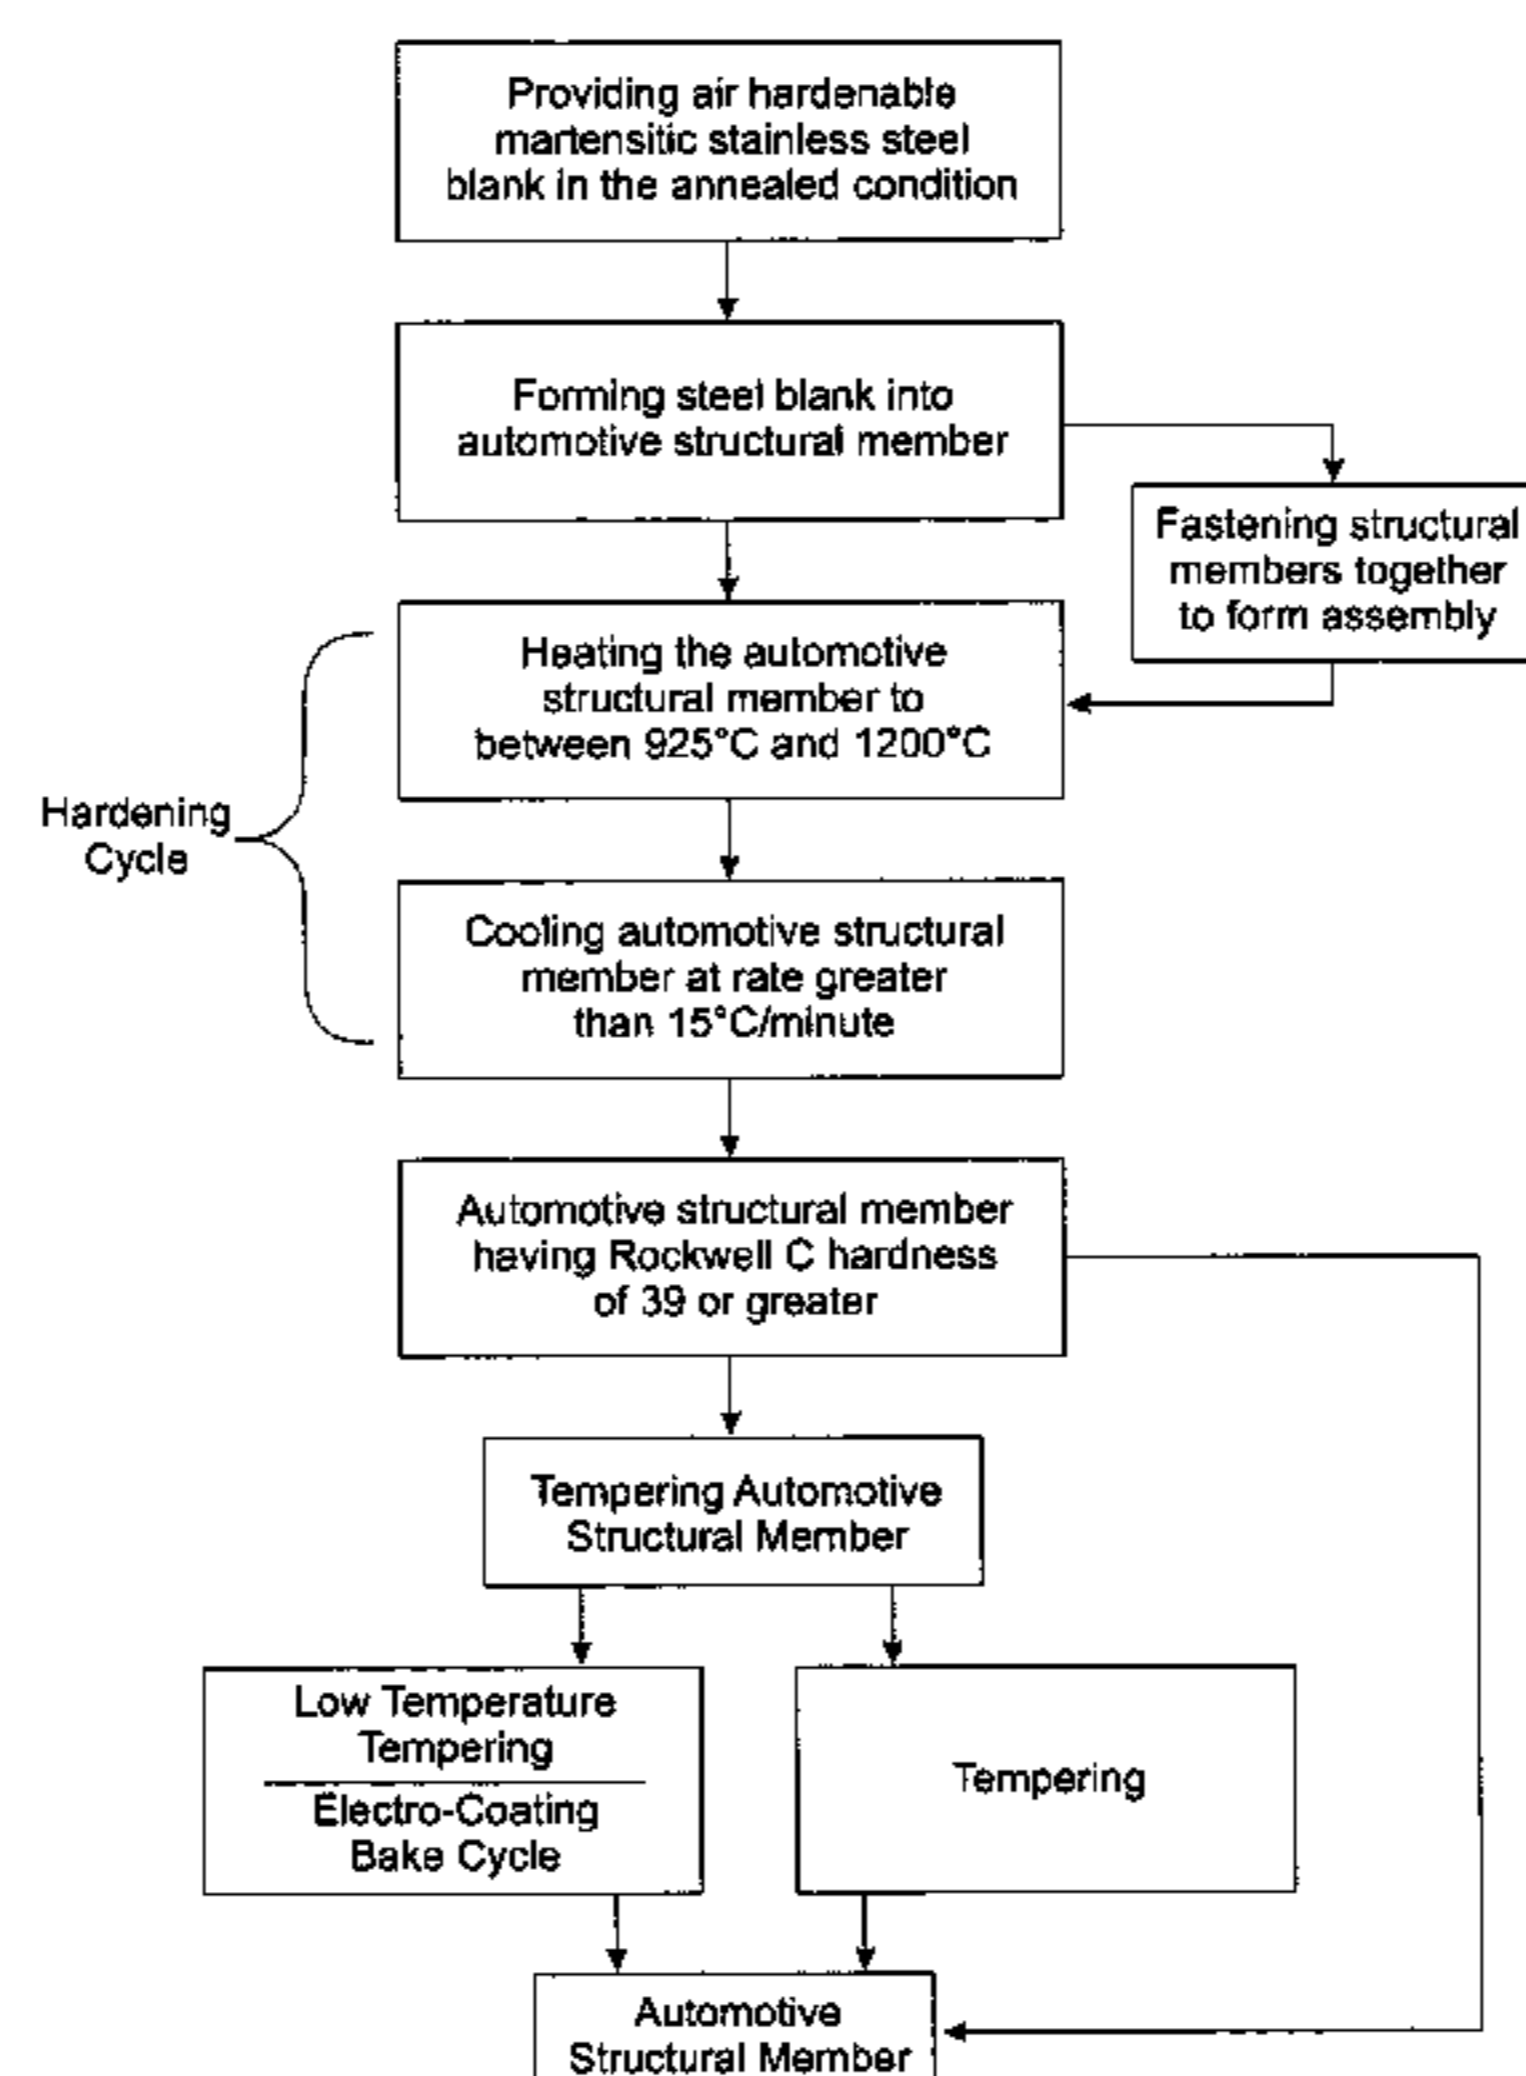 Providing air hardenable
martensitic stainless steel
blank in the annealed condition
Forming steel blank into
automotive structural member
Fastening structural
members together
to form assembly
Heating the automotive
structural member to
between 925°C and 1200°C
Hardening
Cycle
Cooling automotive structural
member at rate greater
than 15°C/minute
Automotive structural member
having Rockwell C hardness
of 39 or greater
Tempering Automotive
Structural Member
Low Temperature
Tempering
Electro-Coating
Bake Cycle
Tempering
Automotive
Structural Member